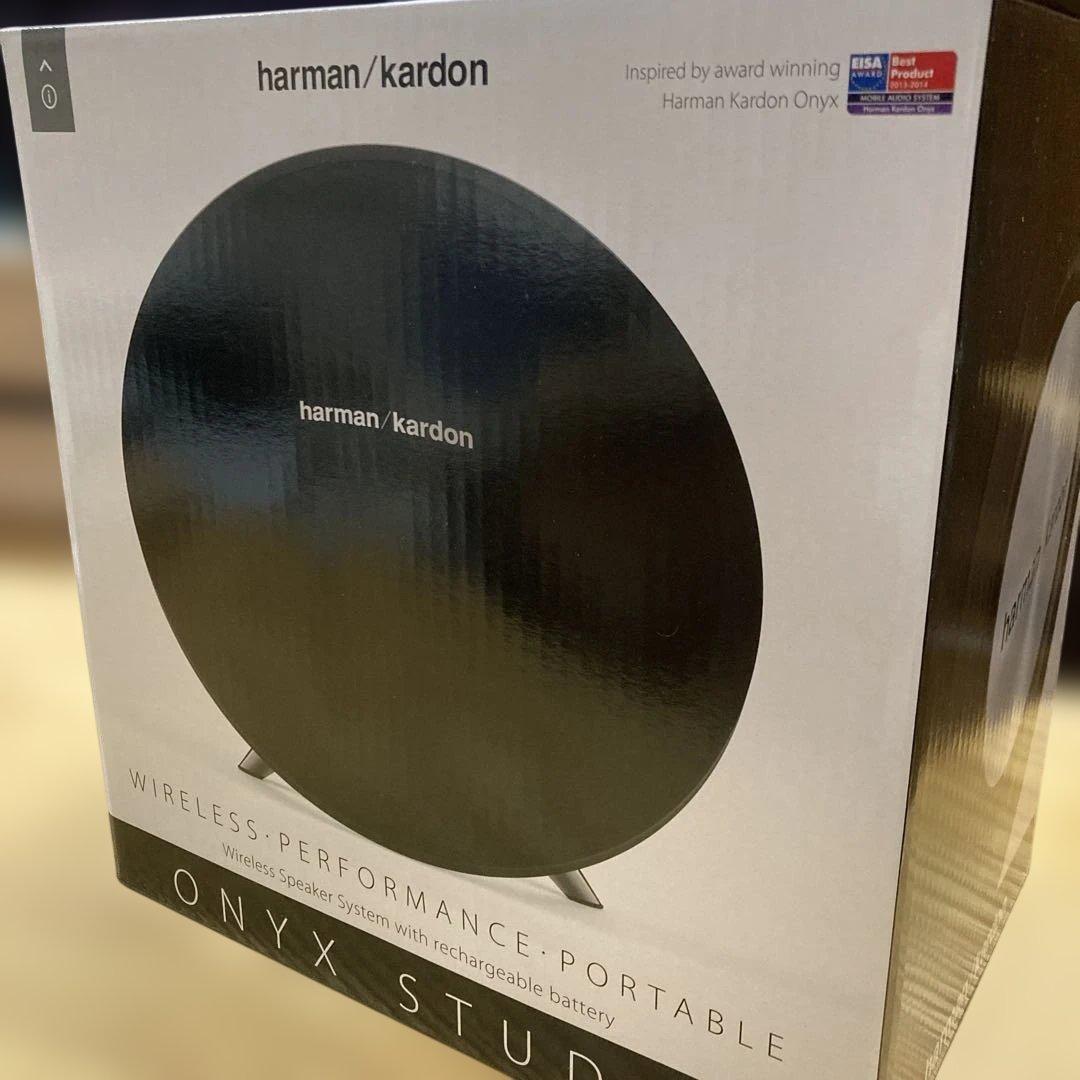 harman/kardon
Inspired by award winning
Harman Kardon Onyx
EISA
AWARD
Best
Product
2013-2014
MOBILE AUDIO SYSTEM
Harman Kardon Onyx
harman/kardon
WIRELESS·PERFORMANCE·PORTABLE
Wireless Speaker System with rechargeable battery
ONYX STUD
harman